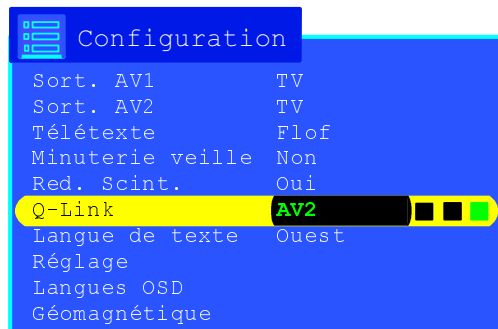 Configuration
Sort. AV1 TV
Sort. AV2 TV
Télétexte Flof
Minuterie veille Non
Red. Scint. Oui
Q-Link AV2
Langue de texte Ouest
Réglage
Langues OSD
Géomagnétique